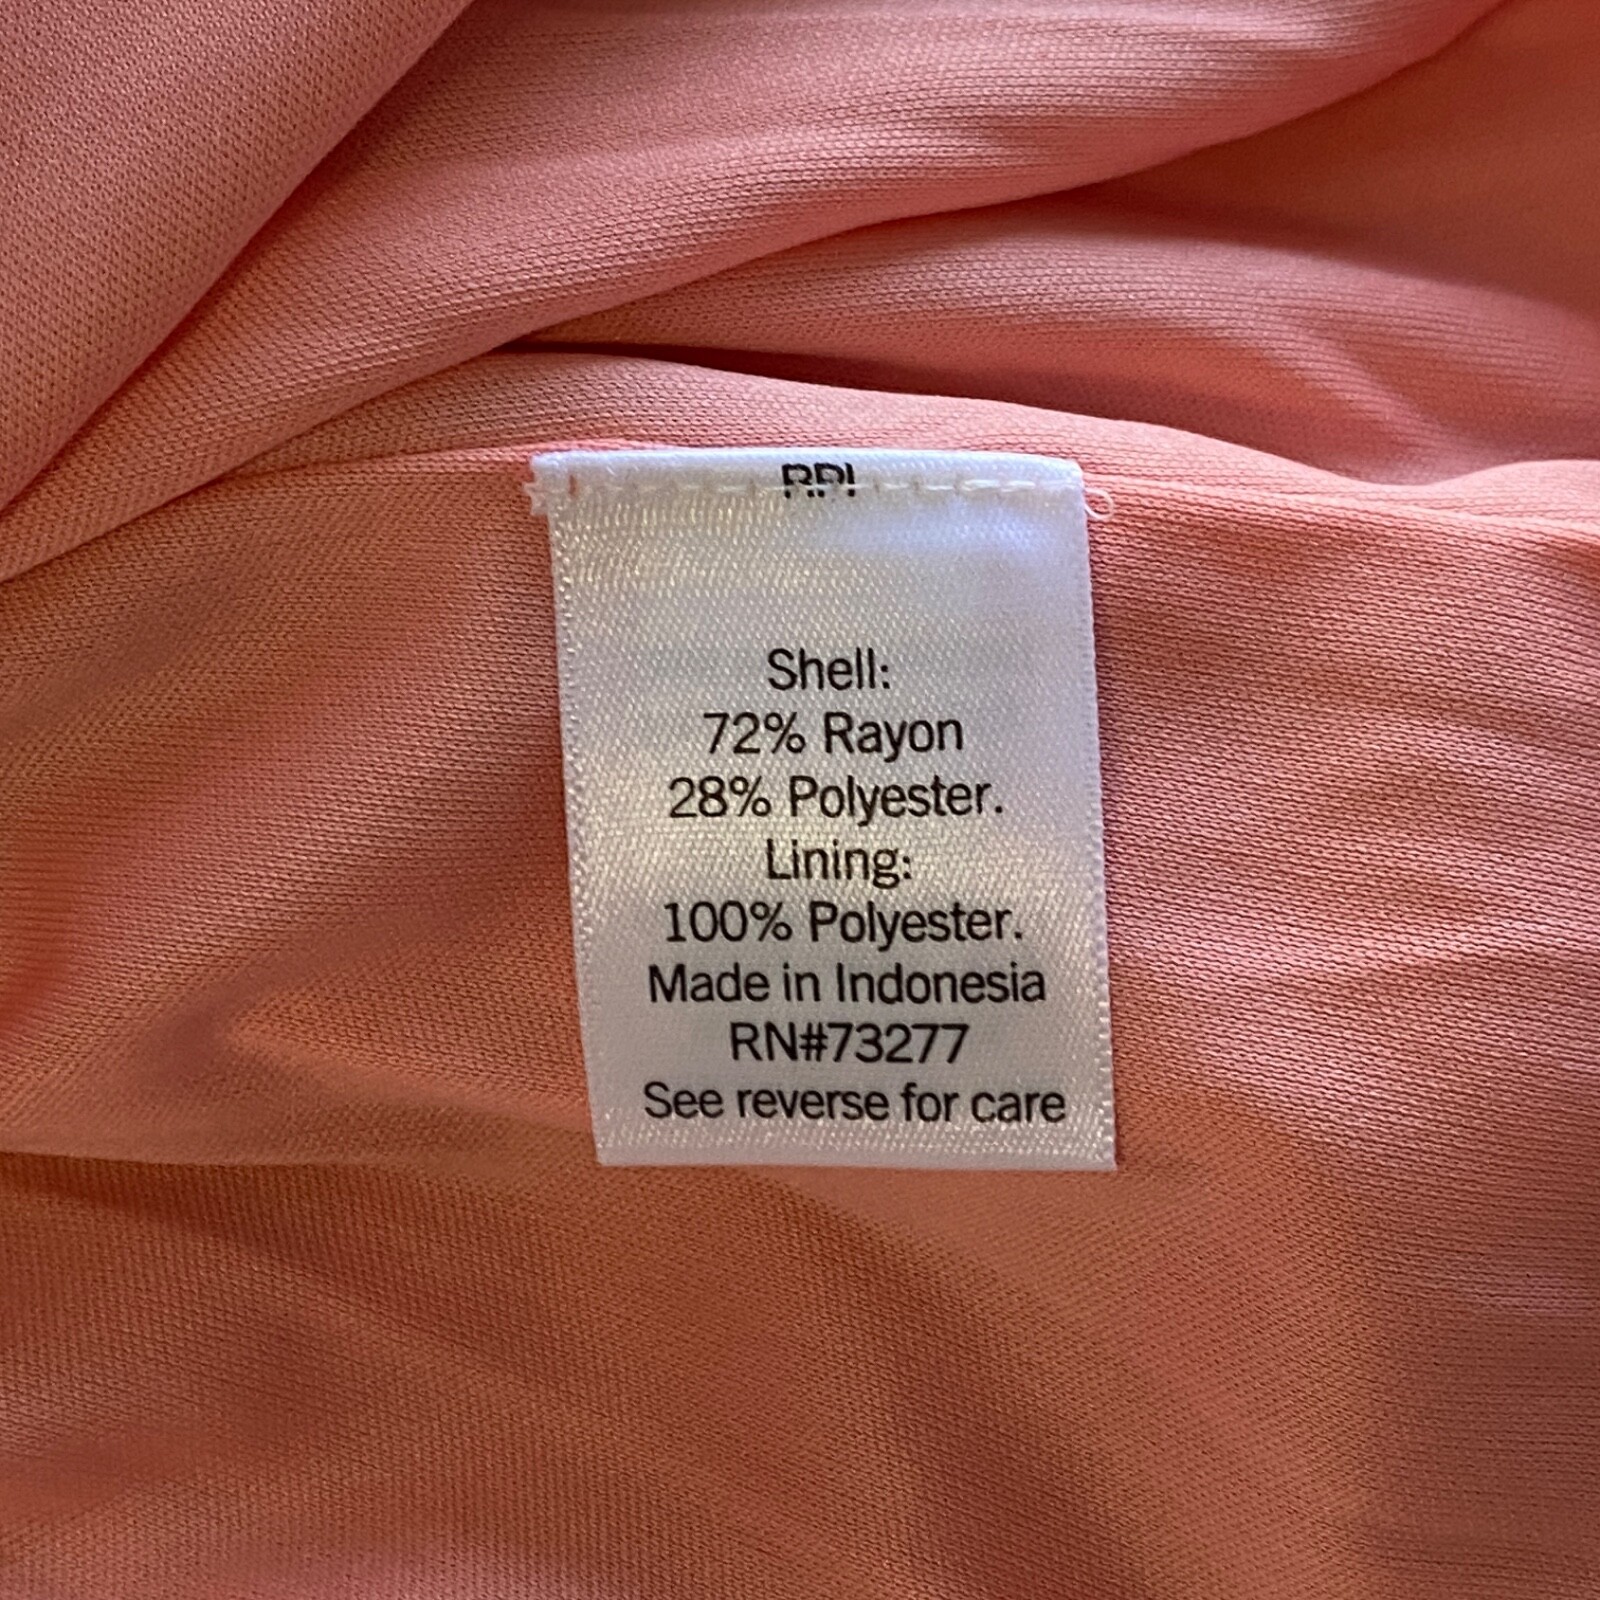 Shell:
72% Rayon
28% Polyester.
Lining:
100% Polyester.
Made in Indonesia
RN#73277
See reverse for care